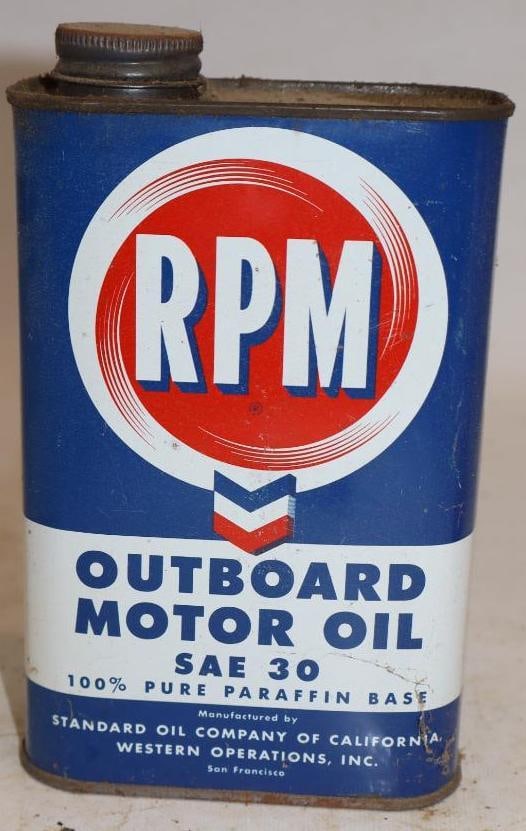 RPM
®
OUTBOARD
MOTOR OIL
SAE 30
100% PURE PARAFFIN BASE
Manufactured by
STANDARD OIL COMPANY OF CALIFORNIA,
WESTERN OPERATIONS, INC.
San Francisco